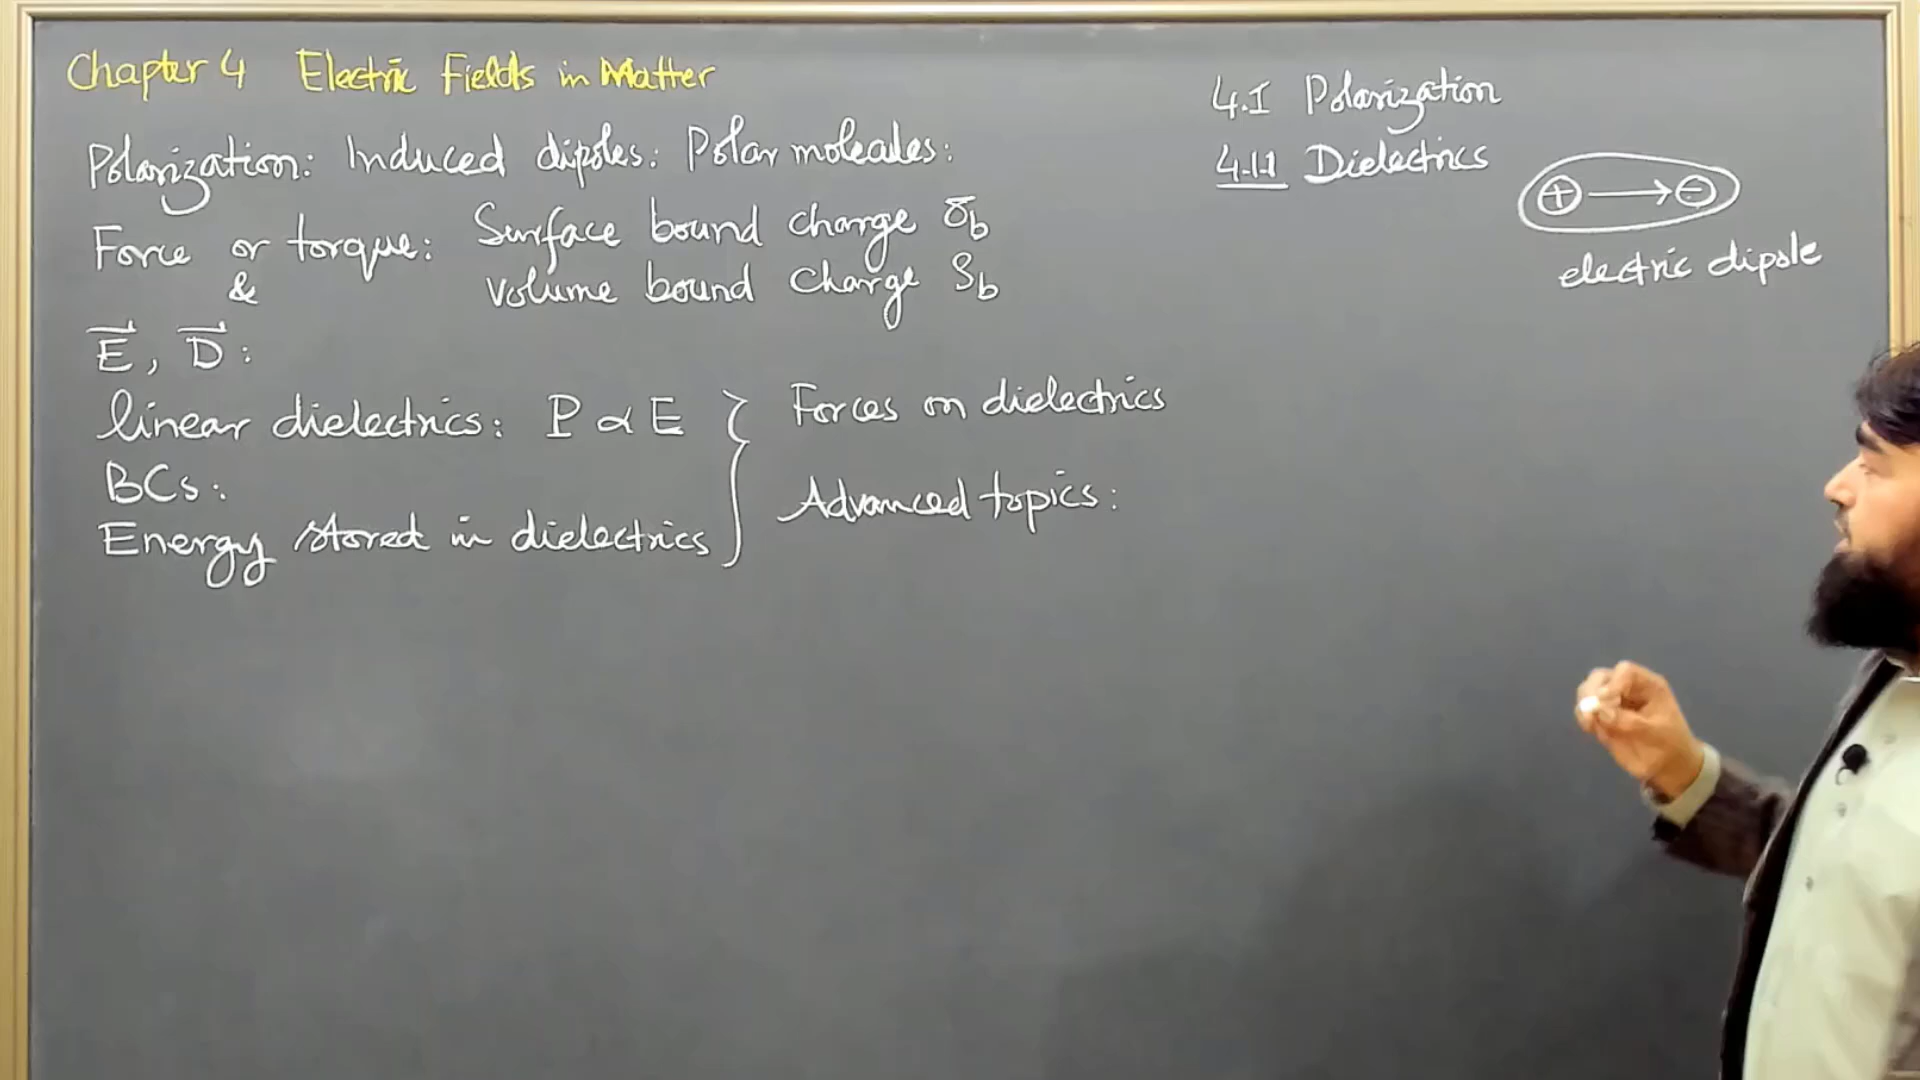 Chapter 4 Electric Fields in Matter
Polarization: Induced dipoles: Polar molecules:
Force or torque: Surface bound charge σb
& volume bound charge ρb
E, D:
linear dielectrics: P ∝ E
BCs:
Energy stored in dielectrics
Forces on dielectrics
Advanced topics:
4.1 Polarization
4.1.1 Dielectrics
+ → -
electric dipole